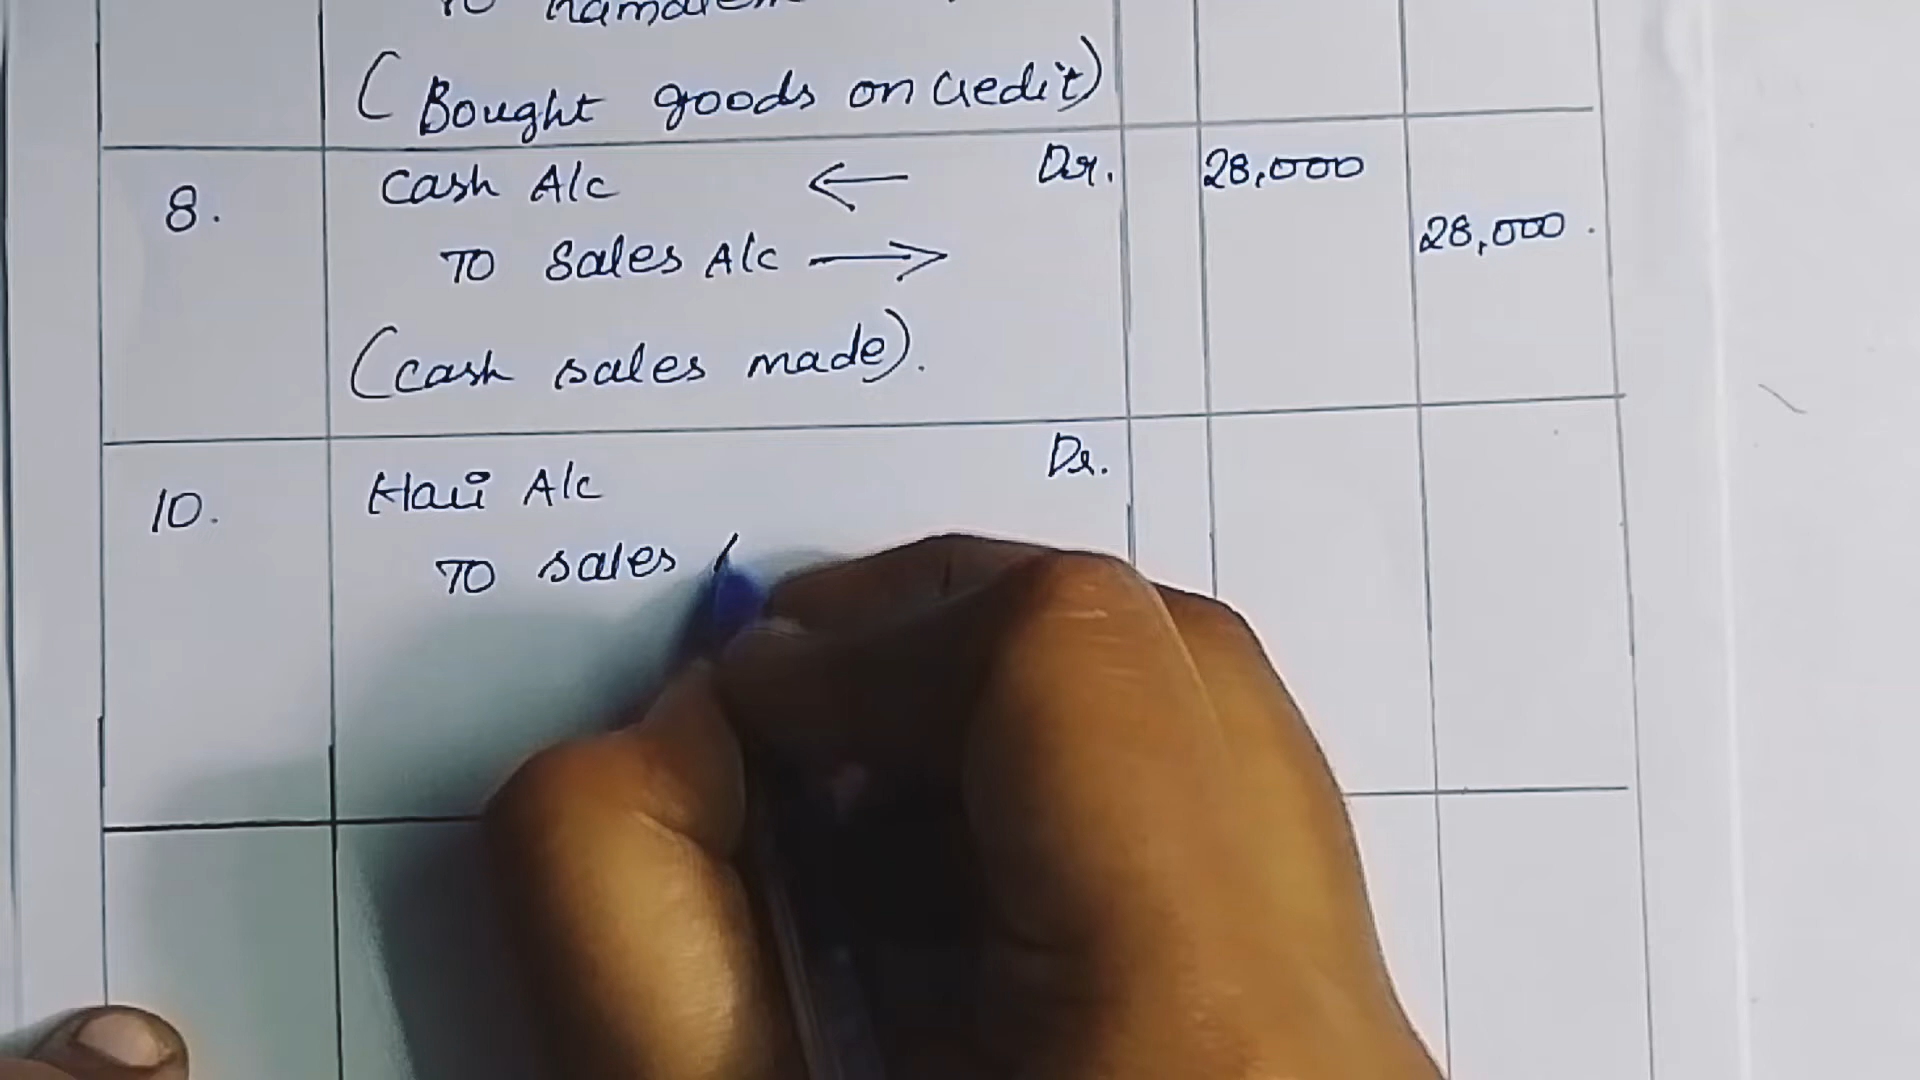 To
(Bought goods on credit)
8. Cash A/c Dr. 28,000
To Sales A/c 28,000.
(Cash sales made).
10. Hari A/c Dr.
To sales